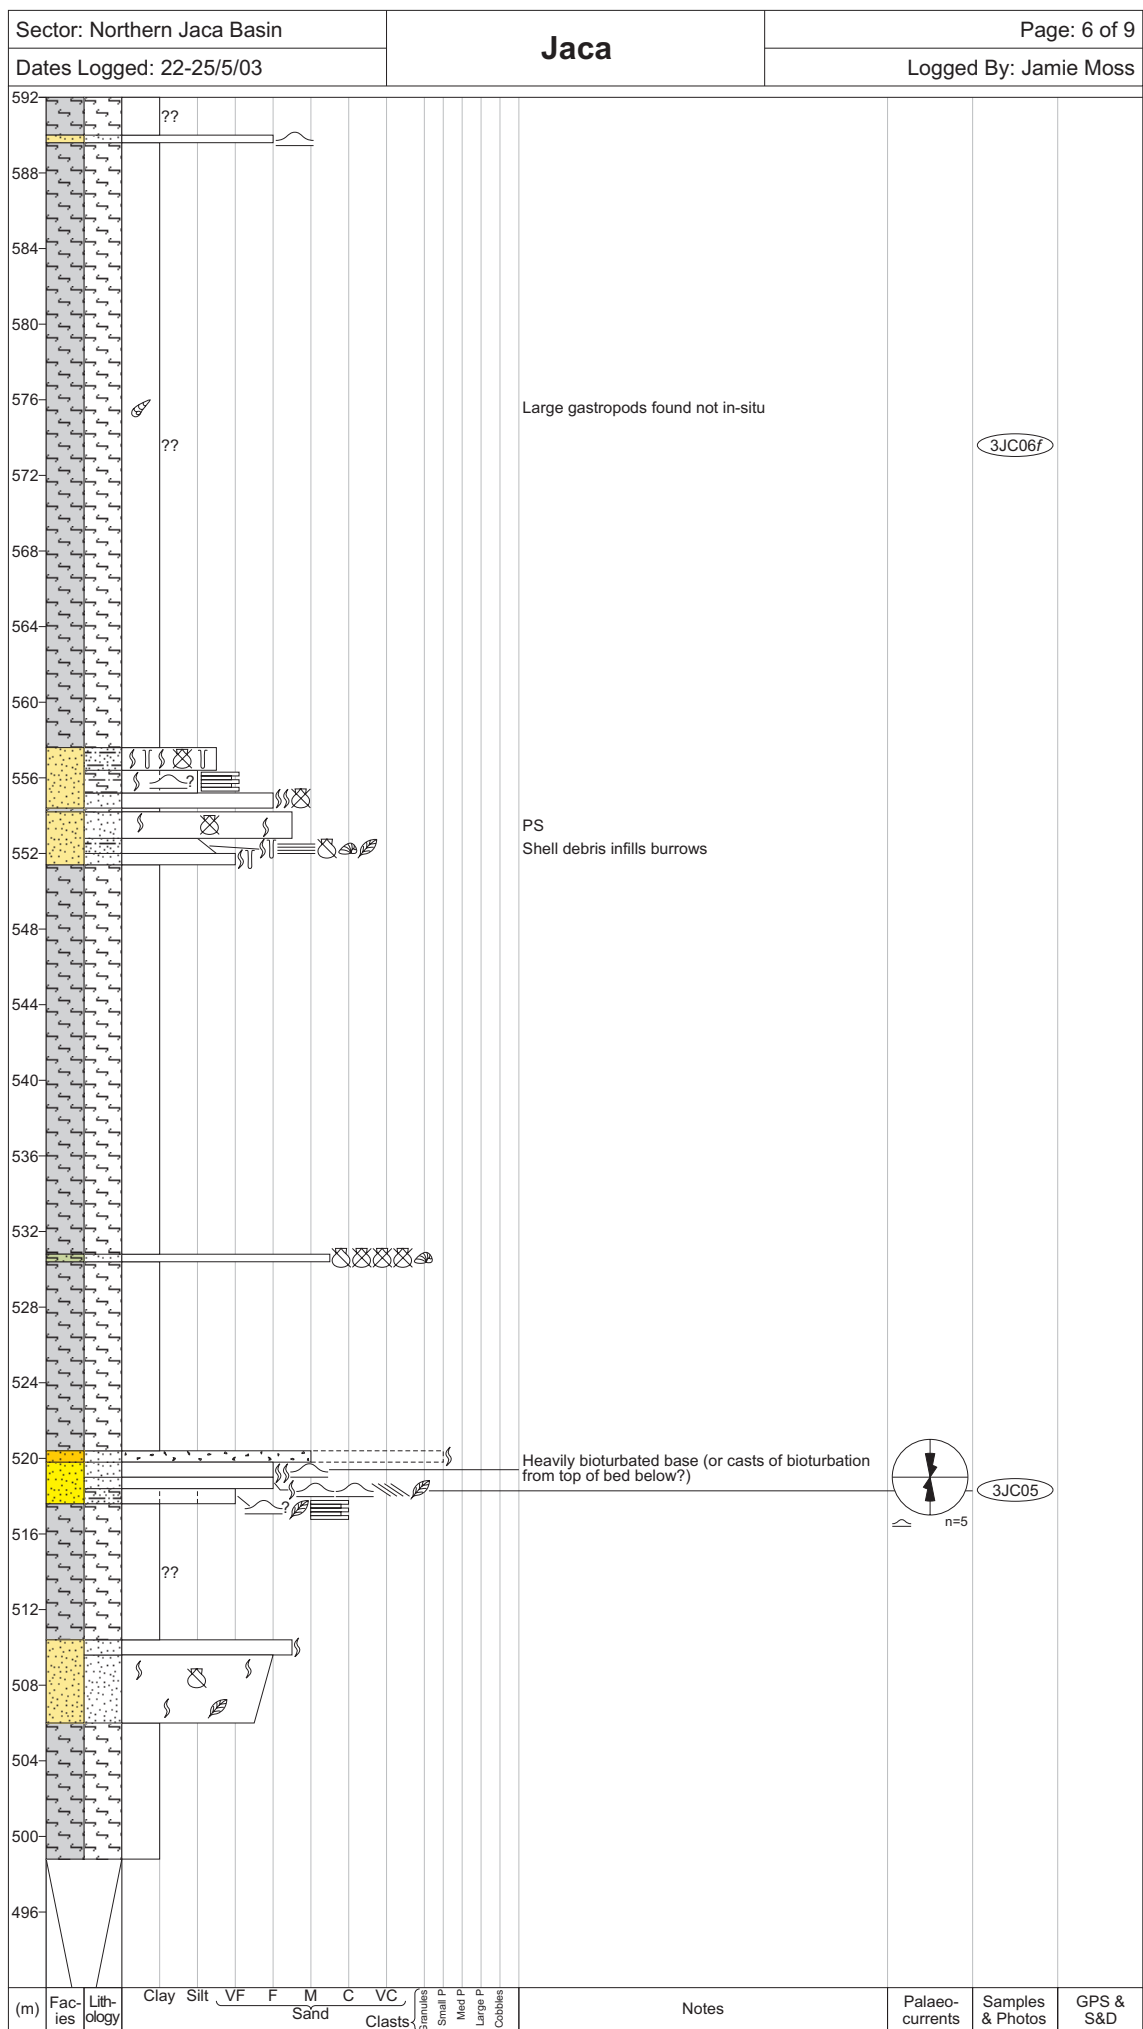 Sector: Northern Jaca Basin
Jaca
Page: 6 of 9
Dates Logged: 22-25/5/03
Logged By: Jamie Moss
592
??
588
584
580
576
Large gastropods found not in-situ
??
3JC06f
572
568
564
560
556
?
PS
552
Shell debris infills burrows
548
544
540
536
532
528
524
520
Heavily bioturbated base (or casts of bioturbation
from top of bed below?)
3JC05
?
n=5
516
??
512
508
504
500
496
(m)
Fac-
ies
Lith-
ology
Clay Silt VF F M C VC
Sand
Clasts
Granules
Small P
Med P
Large P
Cobbles
Notes
Palaeo-
currents
Samples
& Photos
GPS &
S&D